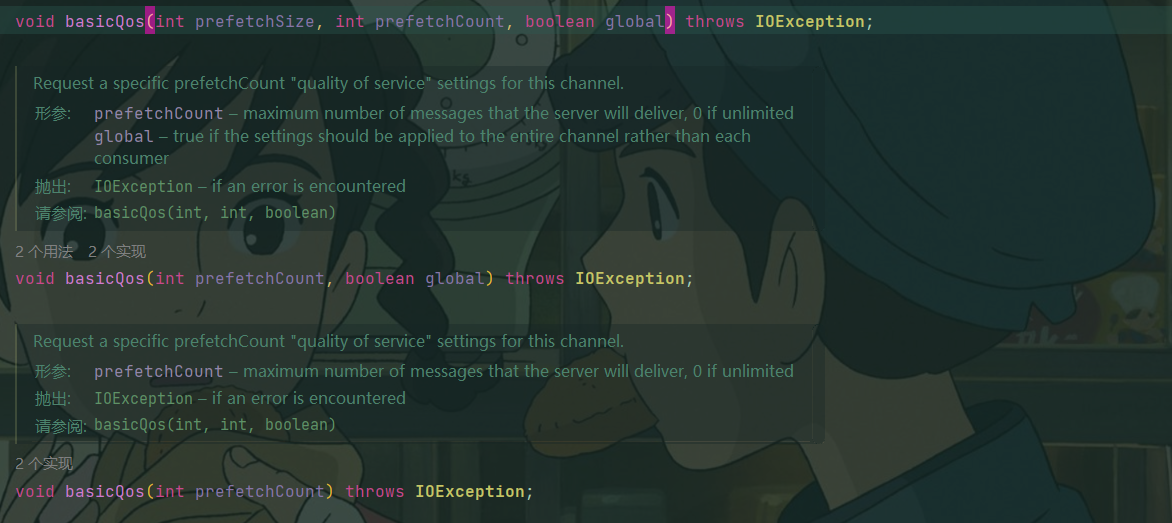 void basicQos(int prefetchSize, int prefetchCount, boolean global) throws IOException;
Request a specific prefetchCount "quality of service" settings for this channel.
形参: prefetchCount – maximum number of messages that the server will deliver, 0 if unlimited
global – true if the settings should be applied to the entire channel rather than each
consumer
抛出: IOException – if an error is encountered
请参阅: basicQos(int, int, boolean)
2 个用法 2 个实现
void basicQos(int prefetchCount, boolean global) throws IOException;
Request a specific prefetchCount "quality of service" settings for this channel.
形参: prefetchCount – maximum number of messages that the server will deliver, 0 if unlimited
抛出: IOException – if an error is encountered
请参阅: basicQos(int, int, boolean)
2 个实现
void basicQos(int prefetchCount) throws IOException;